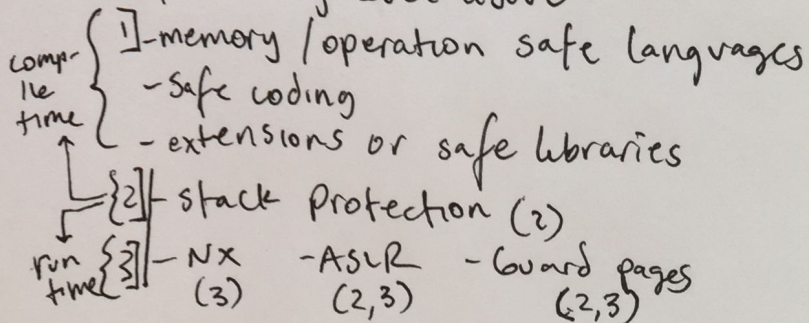 1]-memory/operation safe languages
comp-
ile
time
-Safe coding
-extensions or safe libraries
{2]- stack protection (2)
run
time
{3] -NX -ASLR -Guard pages
(3) (2,3) (2,3)